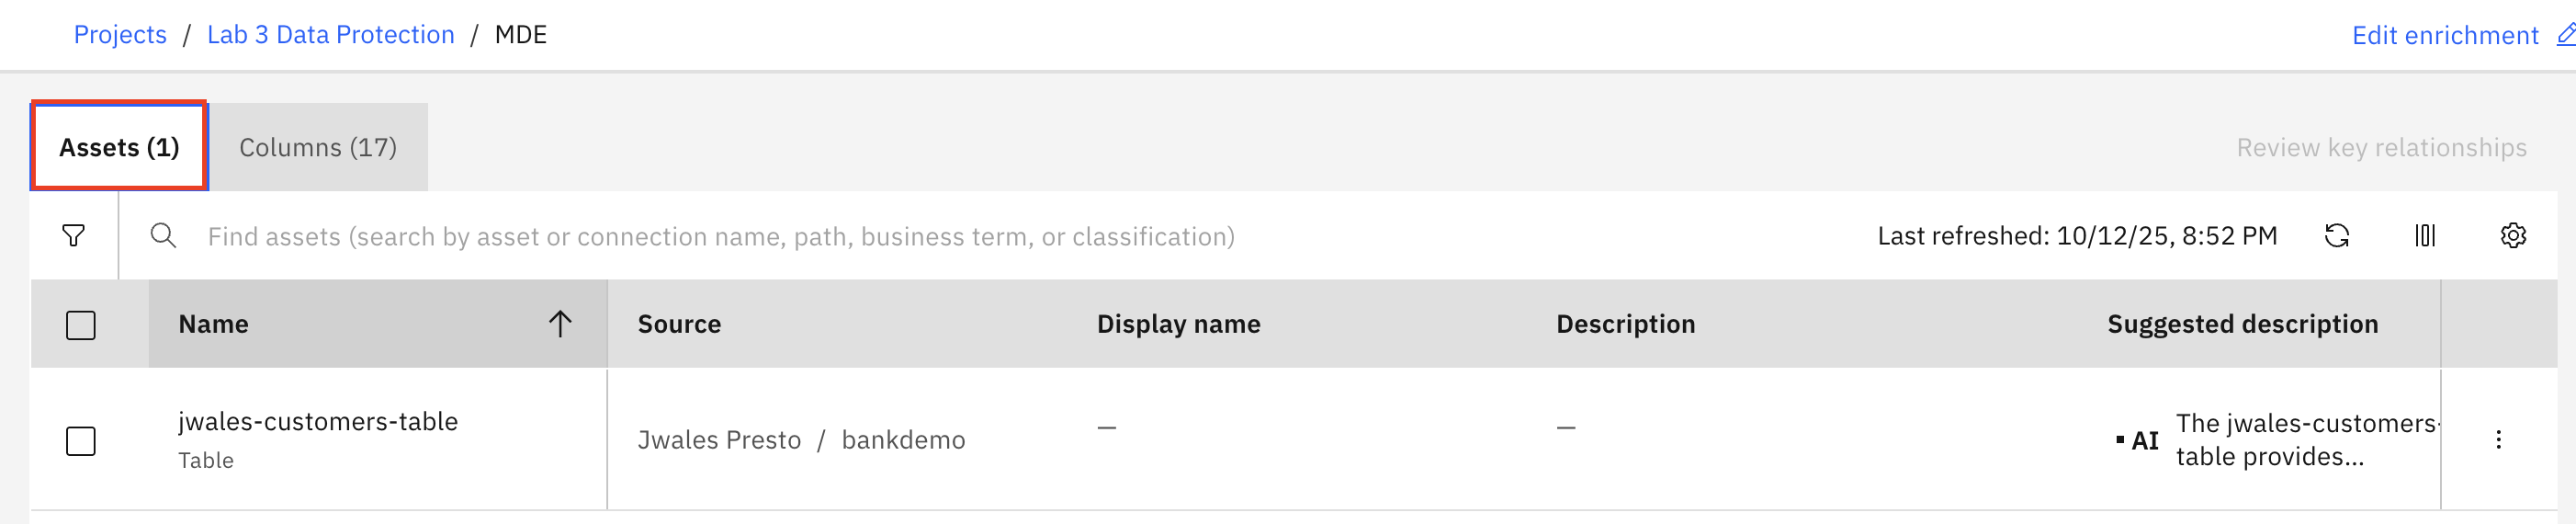 Projects / Lab 3 Data Protection / MDE
Edit enrichment
Assets (1)
Columns (17)
Review key relationships
Find assets (search by asset or connection name, path, business term, or classification)
Last refreshed: 10/12/25, 8:52 PM
Name
Source
Display name
Description
Suggested description
jwales-customers-table
Table
Jwales Presto / bankdemo
—
—
AI
The jwales-customers-
table provides...